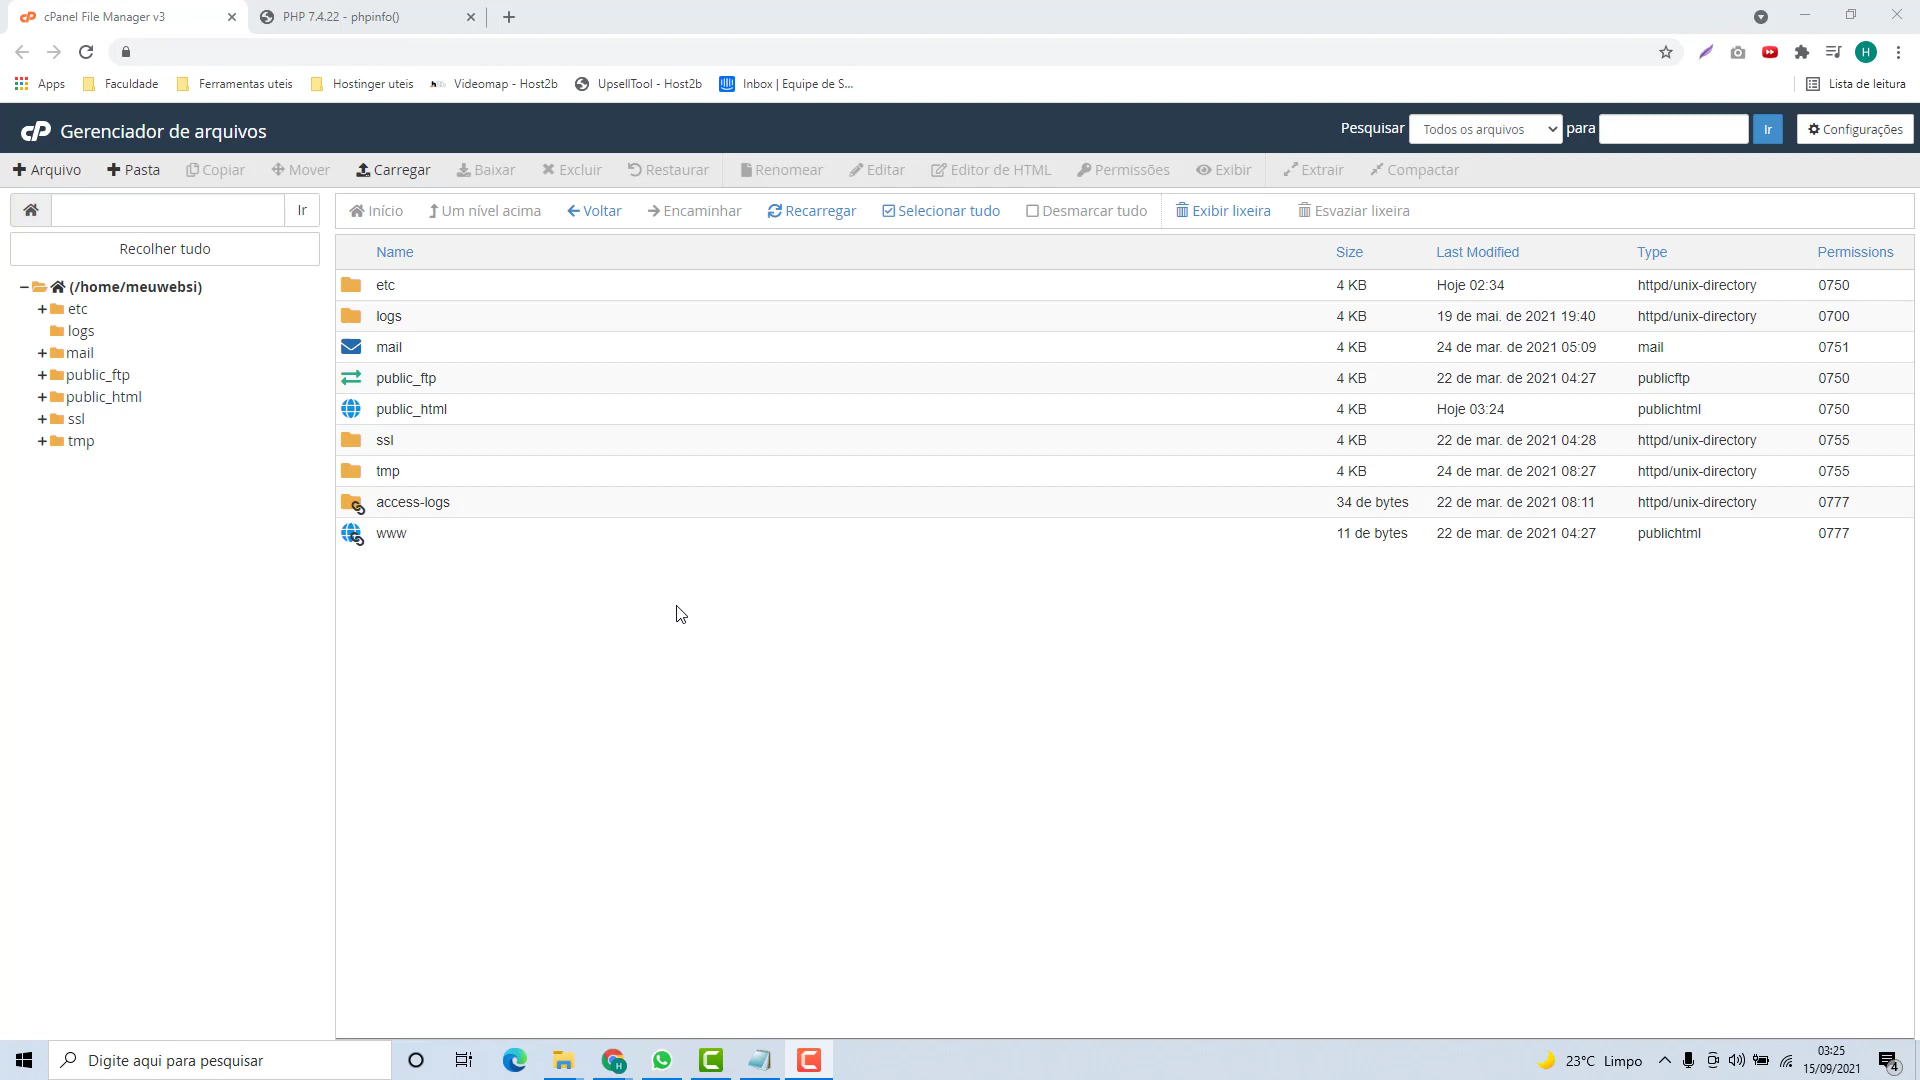 cPanel File Manager v3
PHP 7.4.22 - phpinfo()
H
Apps Faculdade Ferramentas uteis Hostinger uteis Videomap - Host2b UpsellTool - Host2b Inbox | Equipe de S... Lista de leitura
cP Gerenciador de arquivos Pesquisar Todos os arquivos para Ir Configurações
Arquivo Pasta Copiar Mover Carregar Baixar Excluir Restaurar Renomear Editar Editor de HTML Permissões Exibir Extrair Compactar
Ir Início Um nível acima Voltar Encaminhar Recarregar Selecionar tudo Desmarcar tudo Exibir lixeira Esvaziar lixeira
Recolher tudo
(/home/meuwebsi)
etc
logs
mail
public_ftp
public_html
ssl
tmp
Name Size Last Modified Type Permissions
etc 4 KB Hoje 02:34 httpd/unix-directory 0750
logs 4 KB 19 de mai. de 2021 19:40 httpd/unix-directory 0700
mail 4 KB 24 de mar. de 2021 05:09 mail 0751
public_ftp 4 KB 22 de mar. de 2021 04:27 publicftp 0750
public_html 4 KB Hoje 03:24 publichtml 0750
ssl 4 KB 22 de mar. de 2021 04:28 httpd/unix-directory 0755
tmp 4 KB 24 de mar. de 2021 08:27 httpd/unix-directory 0755
access-logs 34 de bytes 22 de mar. de 2021 08:11 httpd/unix-directory 0777
www 11 de bytes 22 de mar. de 2021 04:27 publichtml 0777
Digite aqui para pesquisar
23°C Limpo
03:25
15/09/2021
4